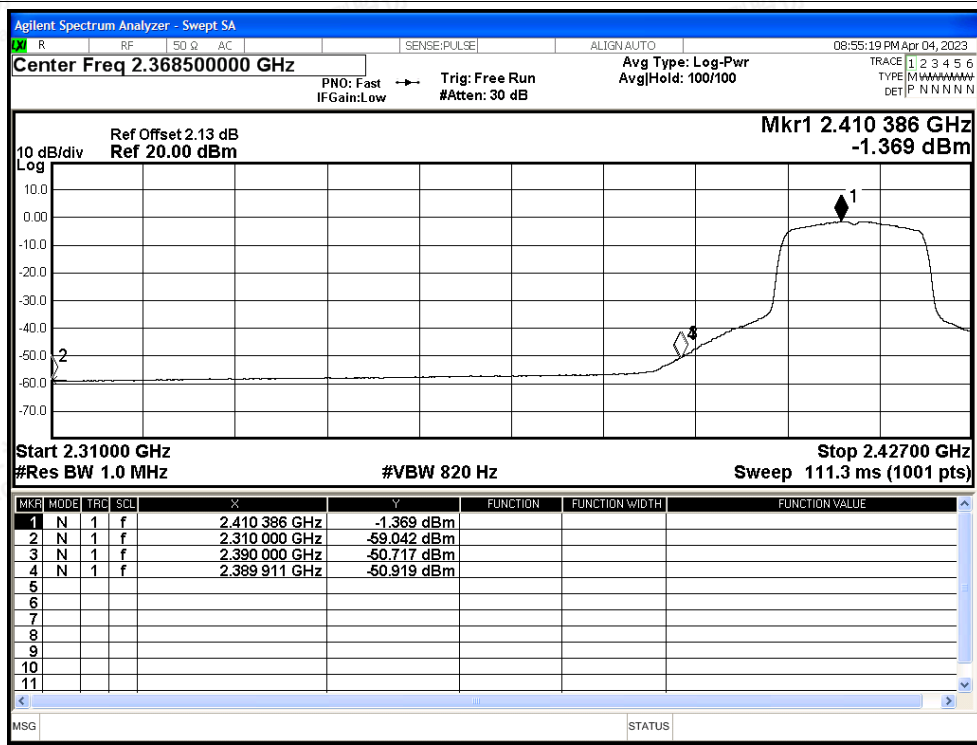 Agilent Spectrum Analyzer - Swept SA
LXI R RF 50 Ω AC SENSE:PULSE ALIGN AUTO 08:55:19 PM Apr 04, 2023
Center Freq 2.368500000 GHz
PNO: Fast
IFGain:Low
Trig: Free Run
#Atten: 30 dB
Avg Type: Log-Pwr
Avg|Hold: 100/100
TRACE 1 2 3 4 5 6
TYPE M
DET P N N N N N
Mkr1 2.410 386 GHz
-1.369 dBm
Ref Offset 2.13 dB
10 dB/div Ref 20.00 dBm
Log
10.0
0.00
-10.0
-20.0
-30.0
-40.0
-50.0
-60.0
-70.0
1
2
4
Start 2.31000 GHz Stop 2.42700 GHz
#Res BW 1.0 MHz #VBW 820 Hz Sweep 111.3 ms (1001 pts)
MKR MODE TRC SCL X Y FUNCTION FUNCTION WIDTH FUNCTION VALUE
1 N 1 f 2.410 386 GHz -1.369 dBm
2 N 1 f 2.310 000 GHz -59.042 dBm
3 N 1 f 2.390 000 GHz -50.717 dBm
4 N 1 f 2.389 911 GHz -50.919 dBm
5
6
7
8
9
10
11
MSG STATUS